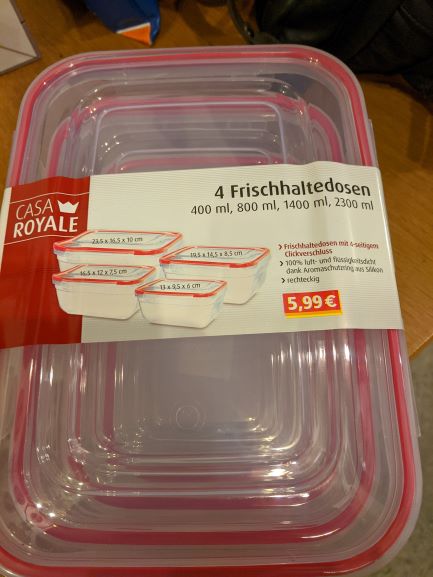 CASA
ROYALE
4 Frischhaltedosen
400 ml, 800 ml, 1400 ml, 2300 ml
23,5 x 16,5 x 10 cm
19,5 x 14,5 x 8,5 cm
16,5 x 12 x 7,5 cm
13 x 9,5 x 6 cm
› Frischhaltedosen mit 4-seitigem
Clickverschluss
› 100% luft- und flüssigkeitsdicht
dank Aromaschutzring aus Silikon
› rechteckig
5,99 €